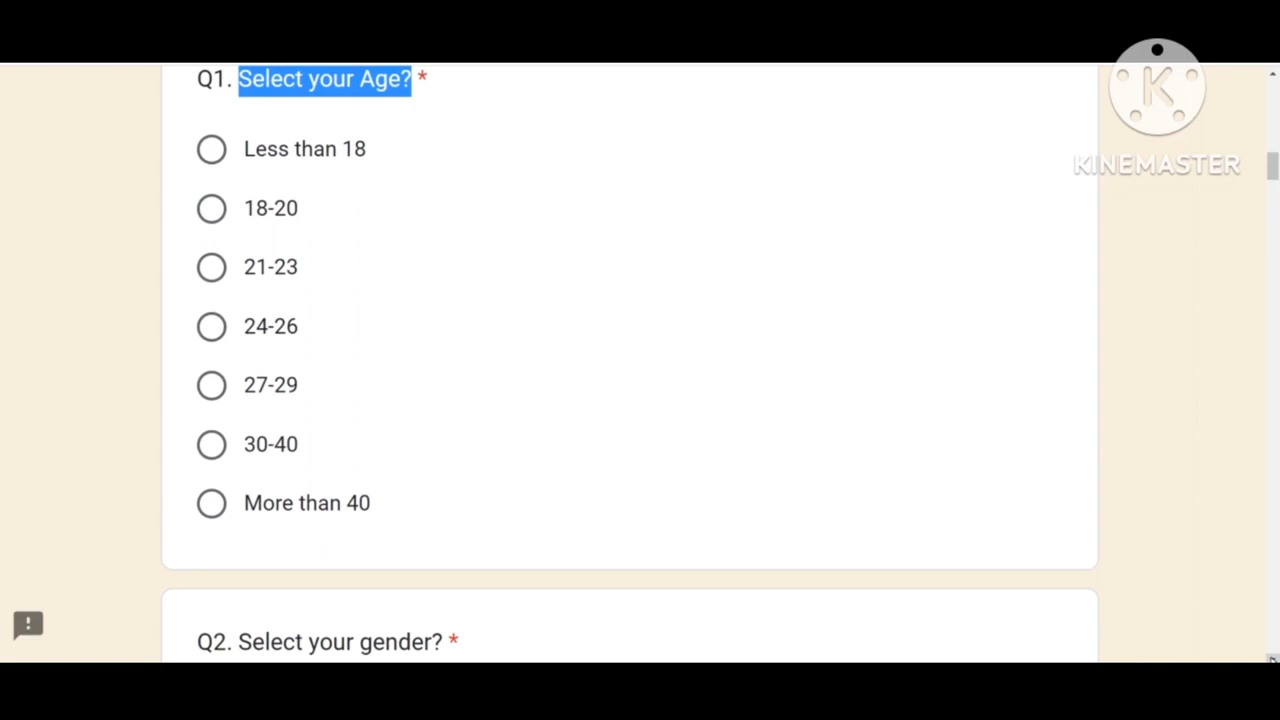 Q1. Select your Age? *
Less than 18
18-20
21-23
24-26
27-29
30-40
More than 40
Q2. Select your gender? *
K
KINEMASTER